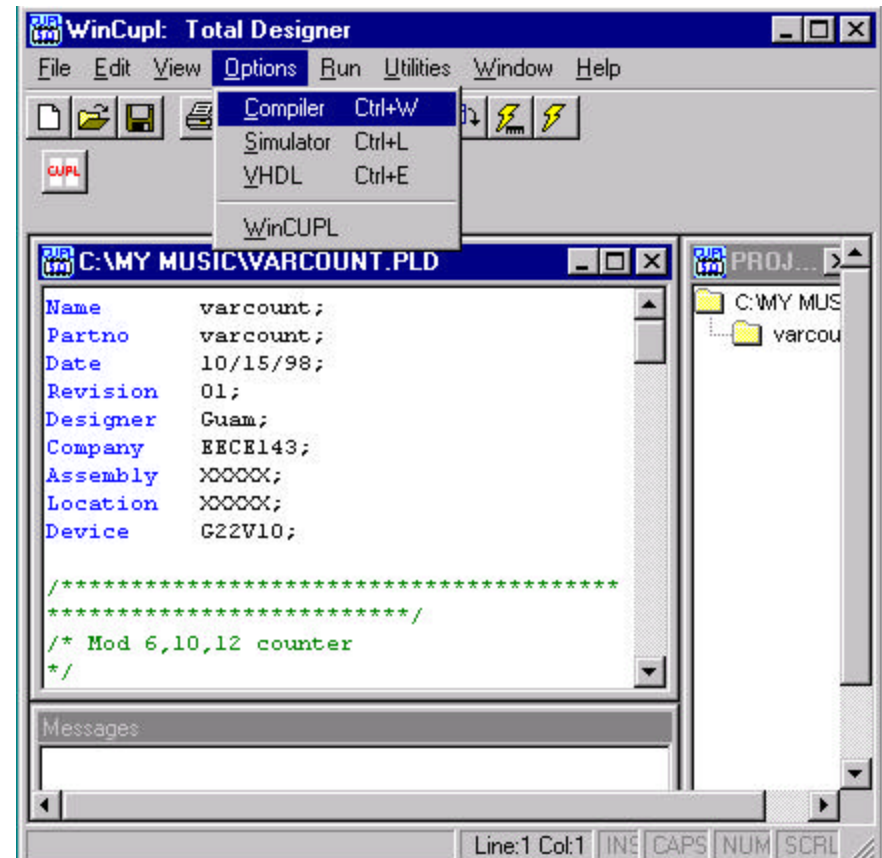 WinCupl: Total Designer
File Edit View Options Run Utilities Window Help
Compiler Ctrl+W
Simulator Ctrl+L
VHDL Ctrl+E
WinCUPL
CUPL
C:\MY MUSIC\VARCOUNT.PLD
Name varcount;
Partno varcount;
Date 10/15/98;
Revision 01;
Designer Guam;
Company EECE143;
Assembly XXXXX;
Location XXXXX;
Device G22V10;
/****************************************
**************************/
/* Mod 6,10,12 counter
*/
PROJ...
C:\MY MUS
varcou
Messages
Line:1 Col:1 INS CAPS NUM SCRL